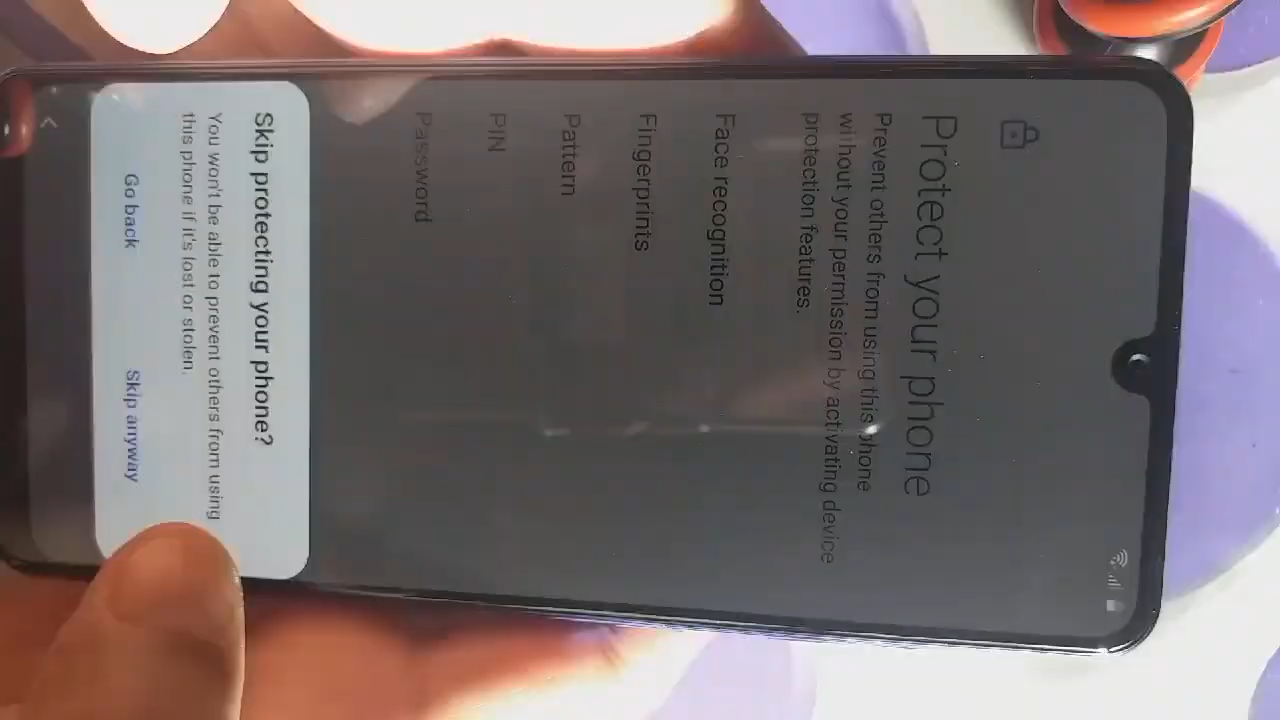 Protect your phone
Prevent others from using this phone
without your permission by activating device
protection features.
Face recognition
Fingerprints
Pattern
PIN
Password
Skip protecting your phone?
You won't be able to prevent others from using
this phone if it's lost or stolen.
Go back
Skip anyway